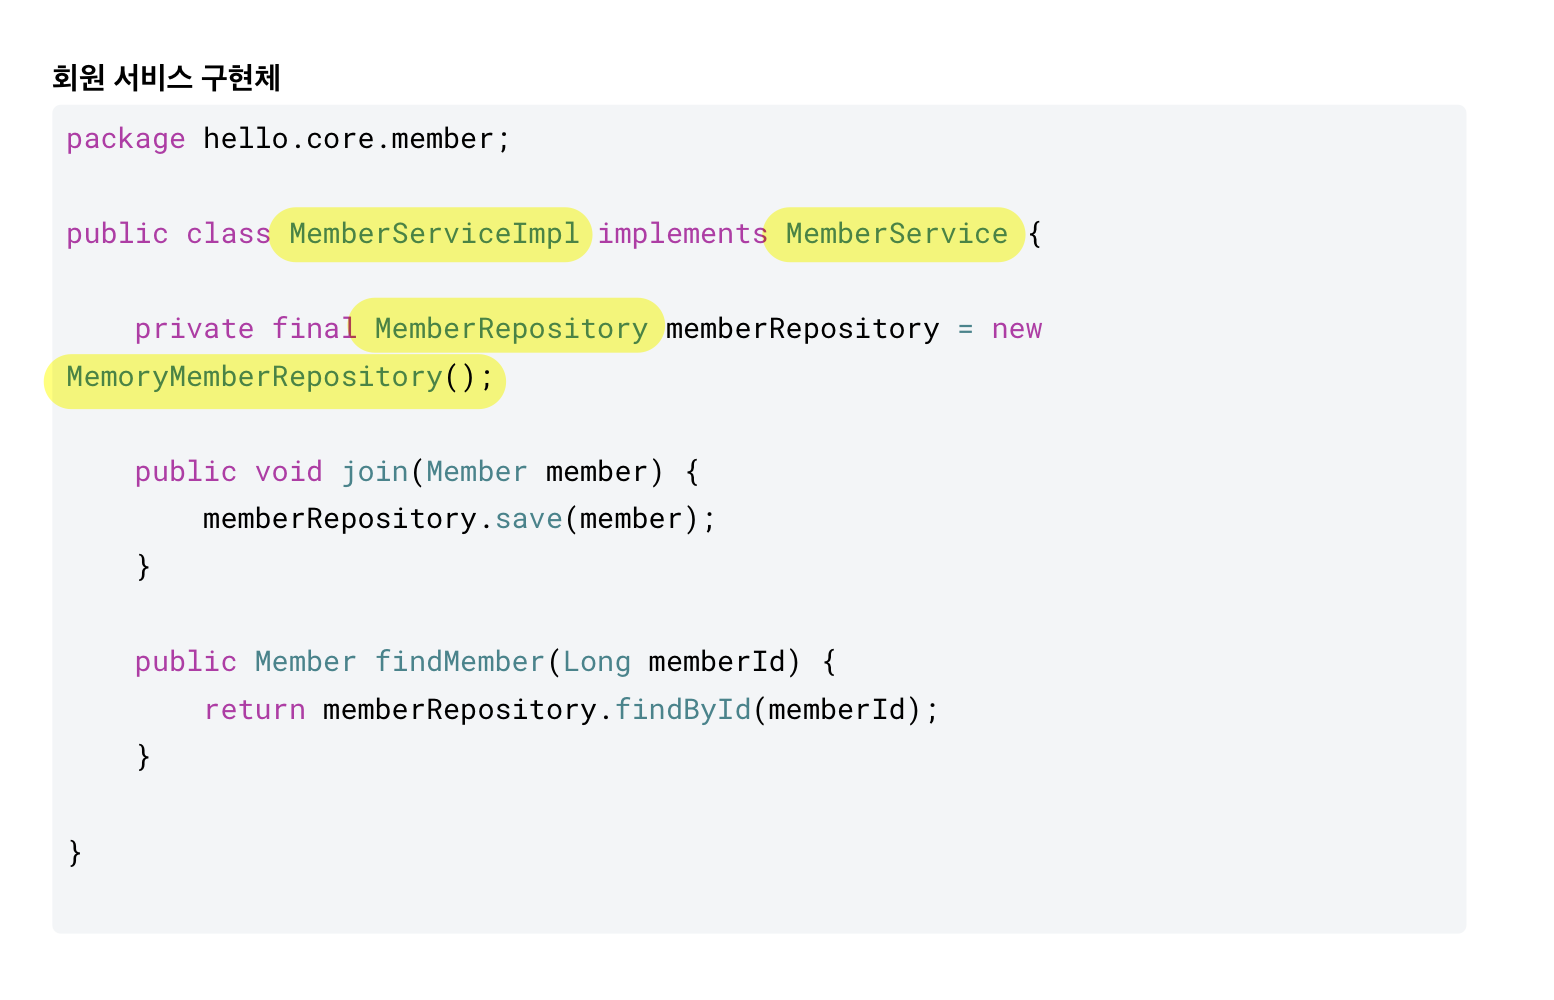 회원 서비스 구현체
package hello.core.member;
public class MemberServiceImpl implements MemberService {
    private final MemberRepository memberRepository = new
MemoryMemberRepository();
    public void join(Member member) {
        memberRepository.save(member);
    }
    public Member findMember(Long memberId) {
        return memberRepository.findById(memberId);
    }
}